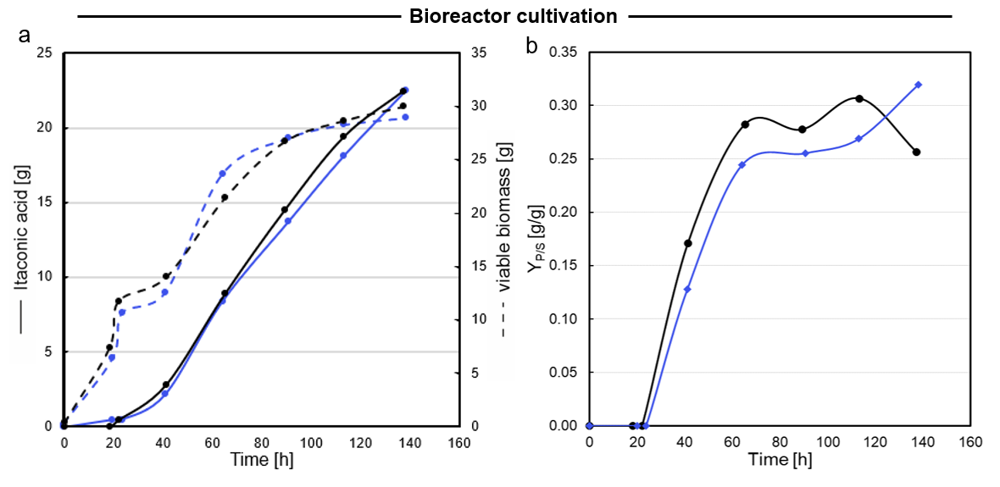 Bioreactor cultivation
a
25
20
15
10
5
0
Itaconic acid [g]
35
30
25
20
15
10
5
0
viable biomass [g]
0 20 40 60 80 100 120 140 160
Time [h]
b
0.35
0.30
0.25
0.20
0.15
0.10
0.05
0.00
YP/S [g/g]
0 20 40 60 80 100 120 140 160
Time [h]